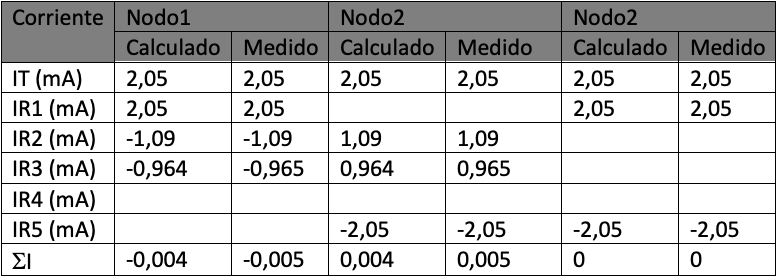 Corriente Nodo1 Nodo2 Nodo2
Calculado Medido Calculado Medido Calculado Medido
IT (mA) 2,05 2,05 2,05 2,05 2,05 2,05
IR1 (mA) 2,05 2,05 2,05 2,05
IR2 (mA) -1,09 -1,09 1,09 1,09
IR3 (mA) -0,964 -0,965 0,964 0,965
IR4 (mA)
IR5 (mA) -2,05 -2,05 -2,05 -2,05
ΣI -0,004 -0,005 0,004 0,005 0 0